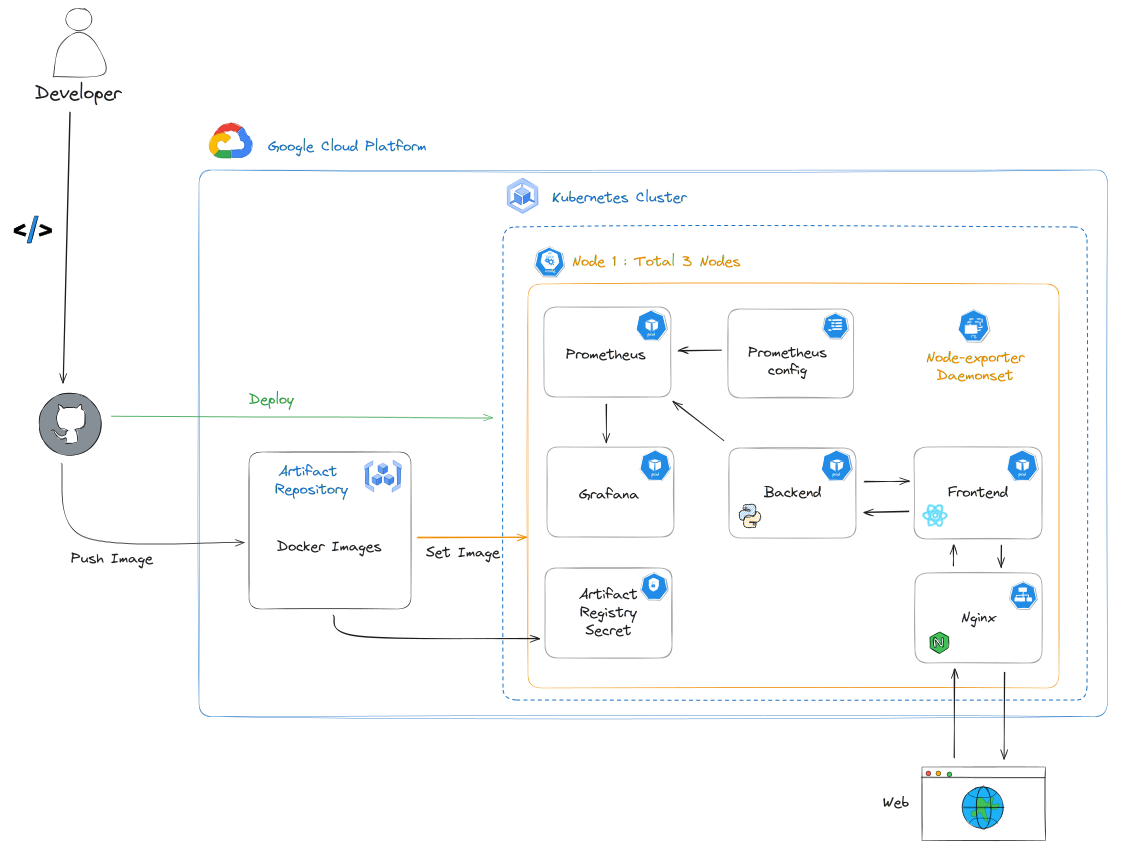 Developer
</>
Google Cloud Platform
Kubernetes Cluster
Node 1 : Total 3 Nodes
Prometheus
Prometheus
config
Node-exporter
Daemonset
Deploy
Artifact
Repository
Docker Images
Push Image
Set Image
Grafana
Backend
Frontend
Artifact
Registry
Secret
Nginx
N
Web